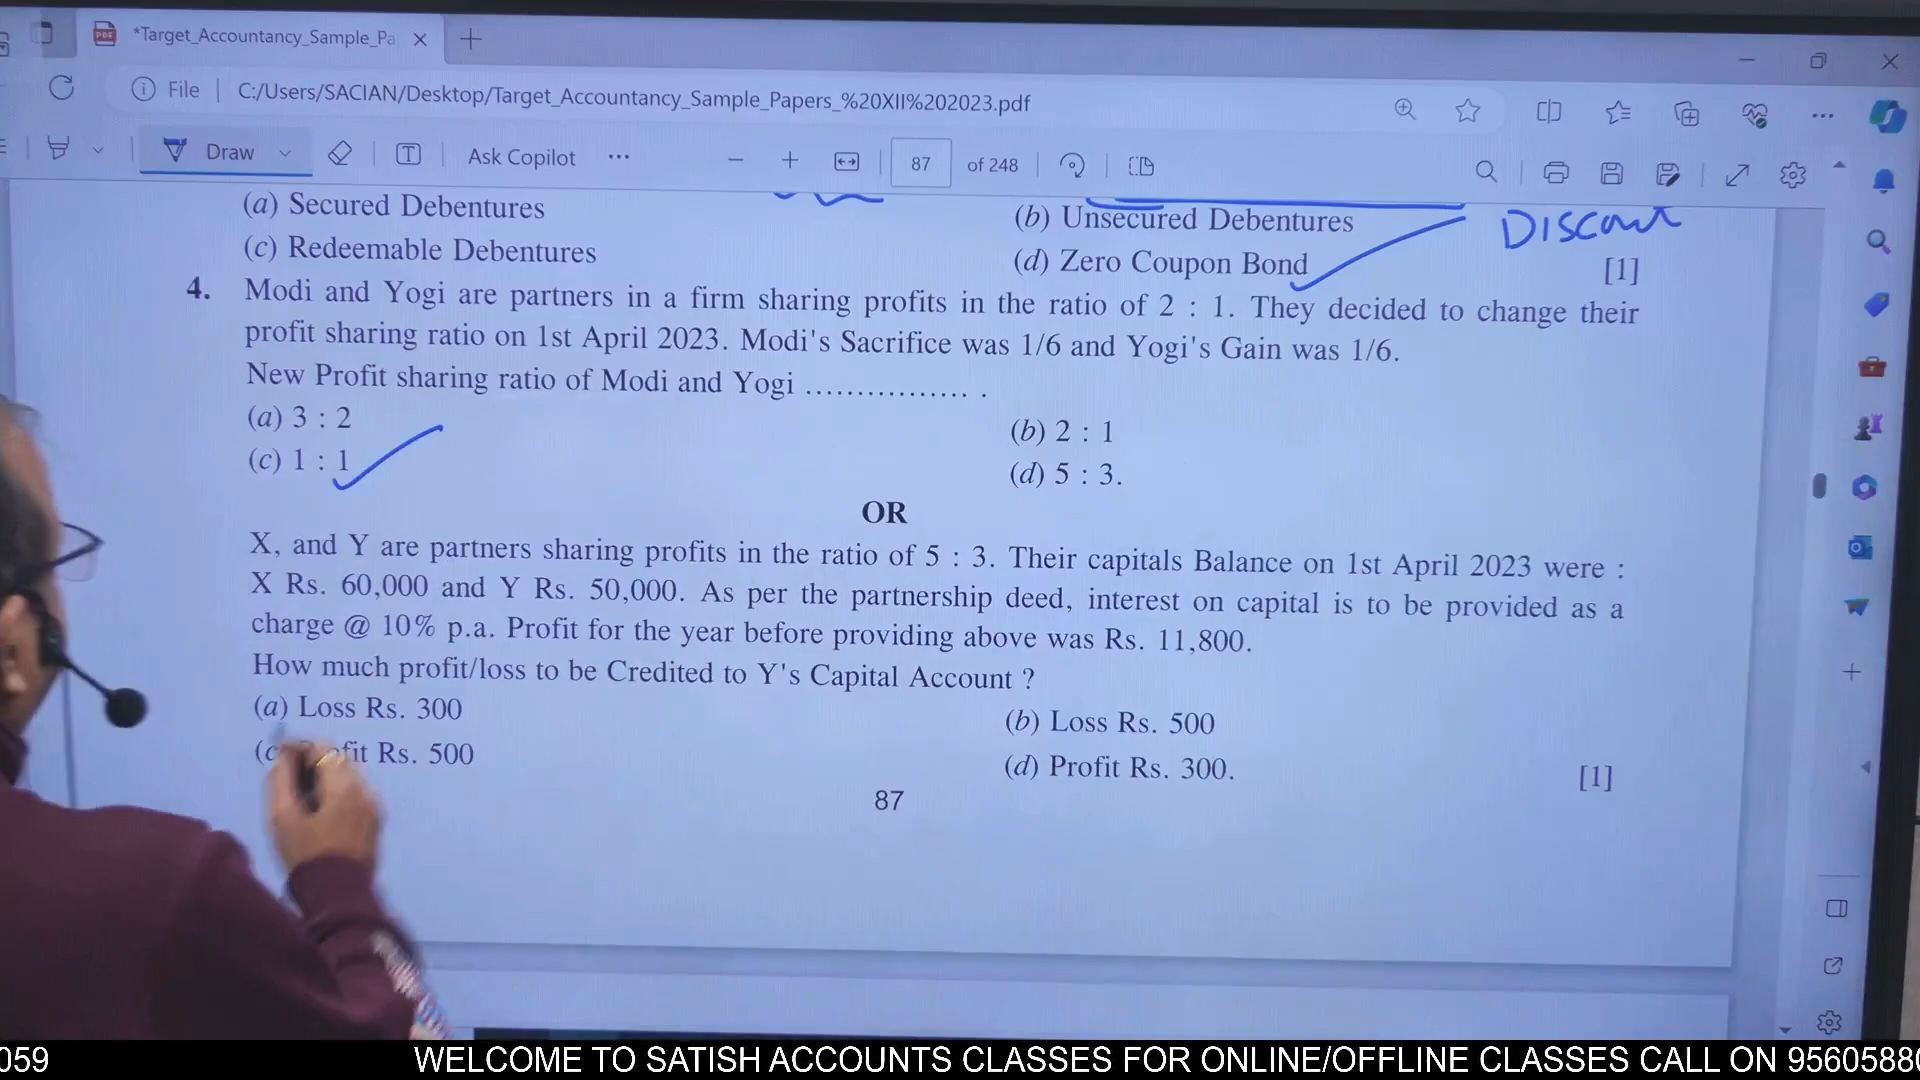 *Target_Accountancy_Sample_Pa
File
C:/Users/SACIAN/Desktop/Target_Accountancy_Sample_Papers_%20XII%202023.pdf
Draw
Ask Copilot
87 of 248
(a) Secured Debentures
(b) Unsecured Debentures
(c) Redeemable Debentures
(d) Zero Coupon Bond
[1]
4. Modi and Yogi are partners in a firm sharing profits in the ratio of 2 : 1. They decided to change their
profit sharing ratio on 1st April 2023. Modi's Sacrifice was 1/6 and Yogi's Gain was 1/6.
New Profit sharing ratio of Modi and Yogi ................ .
(a) 3 : 2
(b) 2 : 1
(c) 1 : 1
(d) 5 : 3.
OR
X, and Y are partners sharing profits in the ratio of 5 : 3. Their capitals Balance on 1st April 2023 were :
X Rs. 60,000 and Y Rs. 50,000. As per the partnership deed, interest on capital is to be provided as a
charge @ 10% p.a. Profit for the year before providing above was Rs. 11,800.
How much profit/loss to be Credited to Y's Capital Account ?
(a) Loss Rs. 300
(b) Loss Rs. 500
Rs. 500
(d) Profit Rs. 300.
[1]
87
059
WELCOME TO SATISH ACCOUNTS CLASSES FOR ONLINE/OFFLINE CLASSES CALL ON 9560588